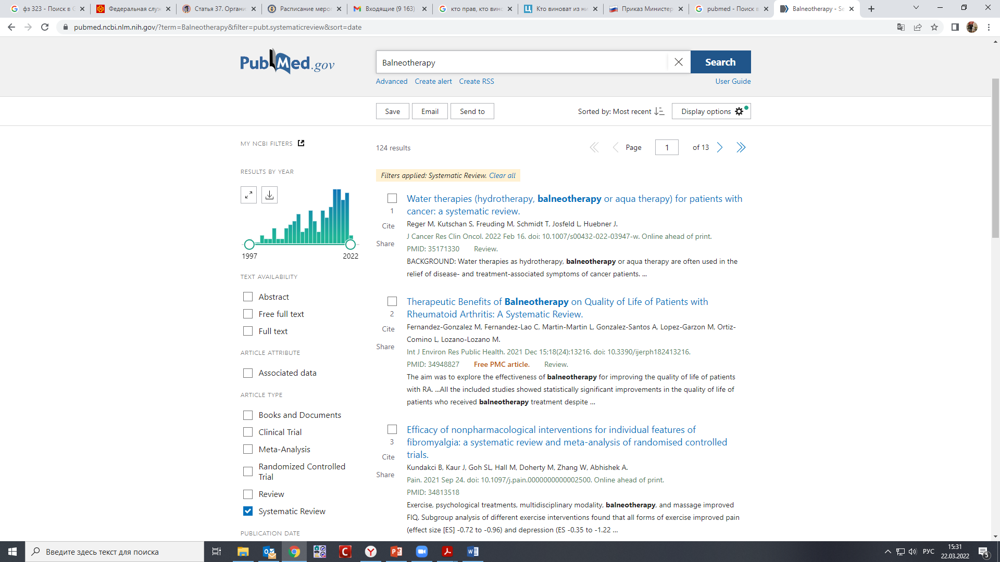 фз 323 - Поиск в G
Федеральная служ
Статья 37. Органи
Расписание меро
Входящие (9 163)
кто прав, кто вин
Кто виноват из ни
Приказ Министер
pubmed - Поиск в
Balneotherapy - Se
pubmed.ncbi.nlm.nih.gov/?term=Balneotherapy&filter=pubt.systematicreview&sort=date
PubMed.gov
Balneotherapy
Search
Advanced Create alert Create RSS User Guide
Save Email Send to Sorted by: Most recent Display options
MY NCBI FILTERS
124 results
Page 1 of 13
RESULTS BY YEAR
1997 2022
TEXT AVAILABILITY
Abstract
Free full text
Full text
ARTICLE ATTRIBUTE
Associated data
ARTICLE TYPE
Books and Documents
Clinical Trial
Meta-Analysis
Randomized Controlled
Trial
Review
Systematic Review
PUBLICATION DATE
Filters applied: Systematic Review. Clear all
Water therapies (hydrotherapy, balneotherapy or aqua therapy) for patients with
1
cancer: a systematic review.
Cite
Reger M, Kutschan S, Freuding M, Schmidt T, Josfeld L, Huebner J.
J Cancer Res Clin Oncol. 2022 Feb 16. doi: 10.1007/s00432-022-03947-w. Online ahead of print.
Share
PMID: 35171330 Review.
BACKGROUND: Water therapies as hydrotherapy, balneotherapy or aqua therapy are often used in the
relief of disease- and treatment-associated symptoms of cancer patients. ...
Therapeutic Benefits of Balneotherapy on Quality of Life of Patients with
2
Rheumatoid Arthritis: A Systematic Review.
Cite
Fernandez-Gonzalez M, Fernandez-Lao C, Martin-Martin L, Gonzalez-Santos A, Lopez-Garzon M, Ortiz-
Comino L, Lozano-Lozano M.
Share
Int J Environ Res Public Health. 2021 Dec 15;18(24):13216. doi: 10.3390/ijerph182413216.
PMID: 34948827 Free PMC article. Review.
The aim was to explore the effectiveness of balneotherapy for improving the quality of life of patients
with RA. ...All the included studies showed statistically significant improvements in the quality of life of
patients who received balneotherapy treatment despite ...
Efficacy of nonpharmacological interventions for individual features of
3
fibromyalgia: a systematic review and meta-analysis of randomised controlled
trials.
Cite
Kundakci B, Kaur J, Goh SL, Hall M, Doherty M, Zhang W, Abhishek A.
Share
Pain. 2021 Sep 24. doi: 10.1097/j.pain.0000000000002500. Online ahead of print.
PMID: 34813518
Exercise, psychological treatments, multidisciplinary modality, balneotherapy, and massage improved
FIQ. Subgroup analysis of different exercise interventions found that all forms of exercise improved pain
(effect size [ES] -0.72 to -0.96) and depression (ES -0.35 to -1.22 ...
Введите здесь текст для поиска
РУС
15:31
22.03.2022
5